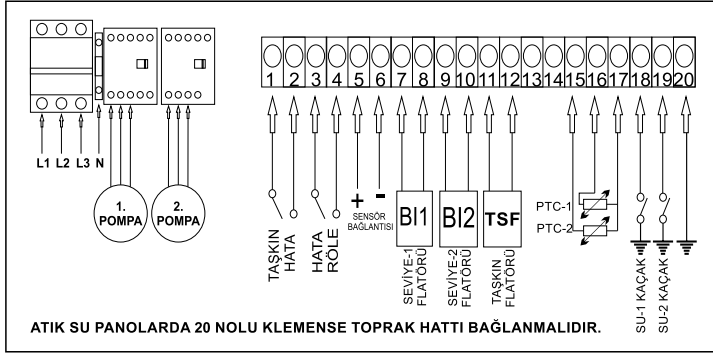 1 2 3 4 5 6 7 8 9 10 11 12 13 14 15 16 17 18 19 20
L1 L2 L3 N
1.
POMPA
2.
POMPA
TAŞKIN
HATA
HATA
RÖLE
+ -
SENSÖR
BAĞLANTISI
BI1
SEVİYE-1
FLATÖRÜ
BI2
SEVİYE-2
FLATÖRÜ
TSF
TAŞKIN
FLATÖRÜ
PTC-1
PTC-2
SU-1 KAÇAK
SU-2 KAÇAK
ATIK SU PANOLARDA 20 NOLU KLEMENSE TOPRAK HATTI BAĞLANMALIDIR.